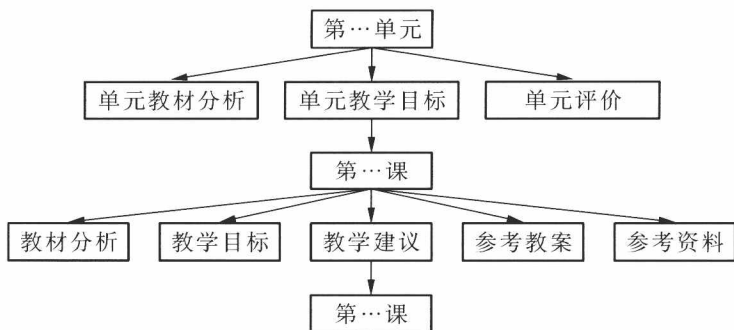 第…单元
单元教材分析 单元教学目标 单元评价
第…课
教材分析 教学目标 教学建议 参考教案 参考资料
第…课